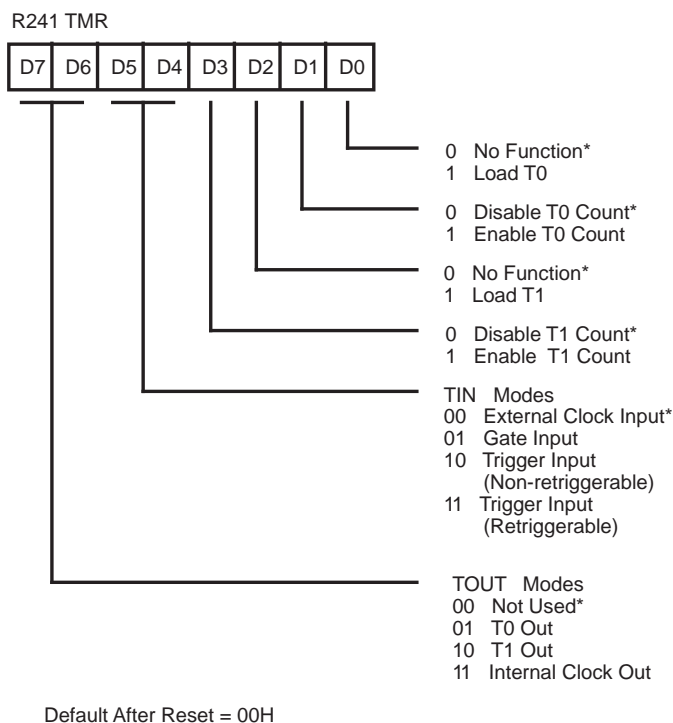 R241 TMR
D7 D6 D5 D4 D3 D2 D1 D0
0 No Function*
1 Load T0
0 Disable T0 Count*
1 Enable T0 Count
0 No Function*
1 Load T1
0 Disable T1 Count*
1 Enable T1 Count
TIN Modes
00 External Clock Input*
01 Gate Input
10 Trigger Input
(Non-retriggerable)
11 Trigger Input
(Retriggerable)
TOUT Modes
00 Not Used*
01 T0 Out
10 T1 Out
11 Internal Clock Out
Default After Reset = 00H